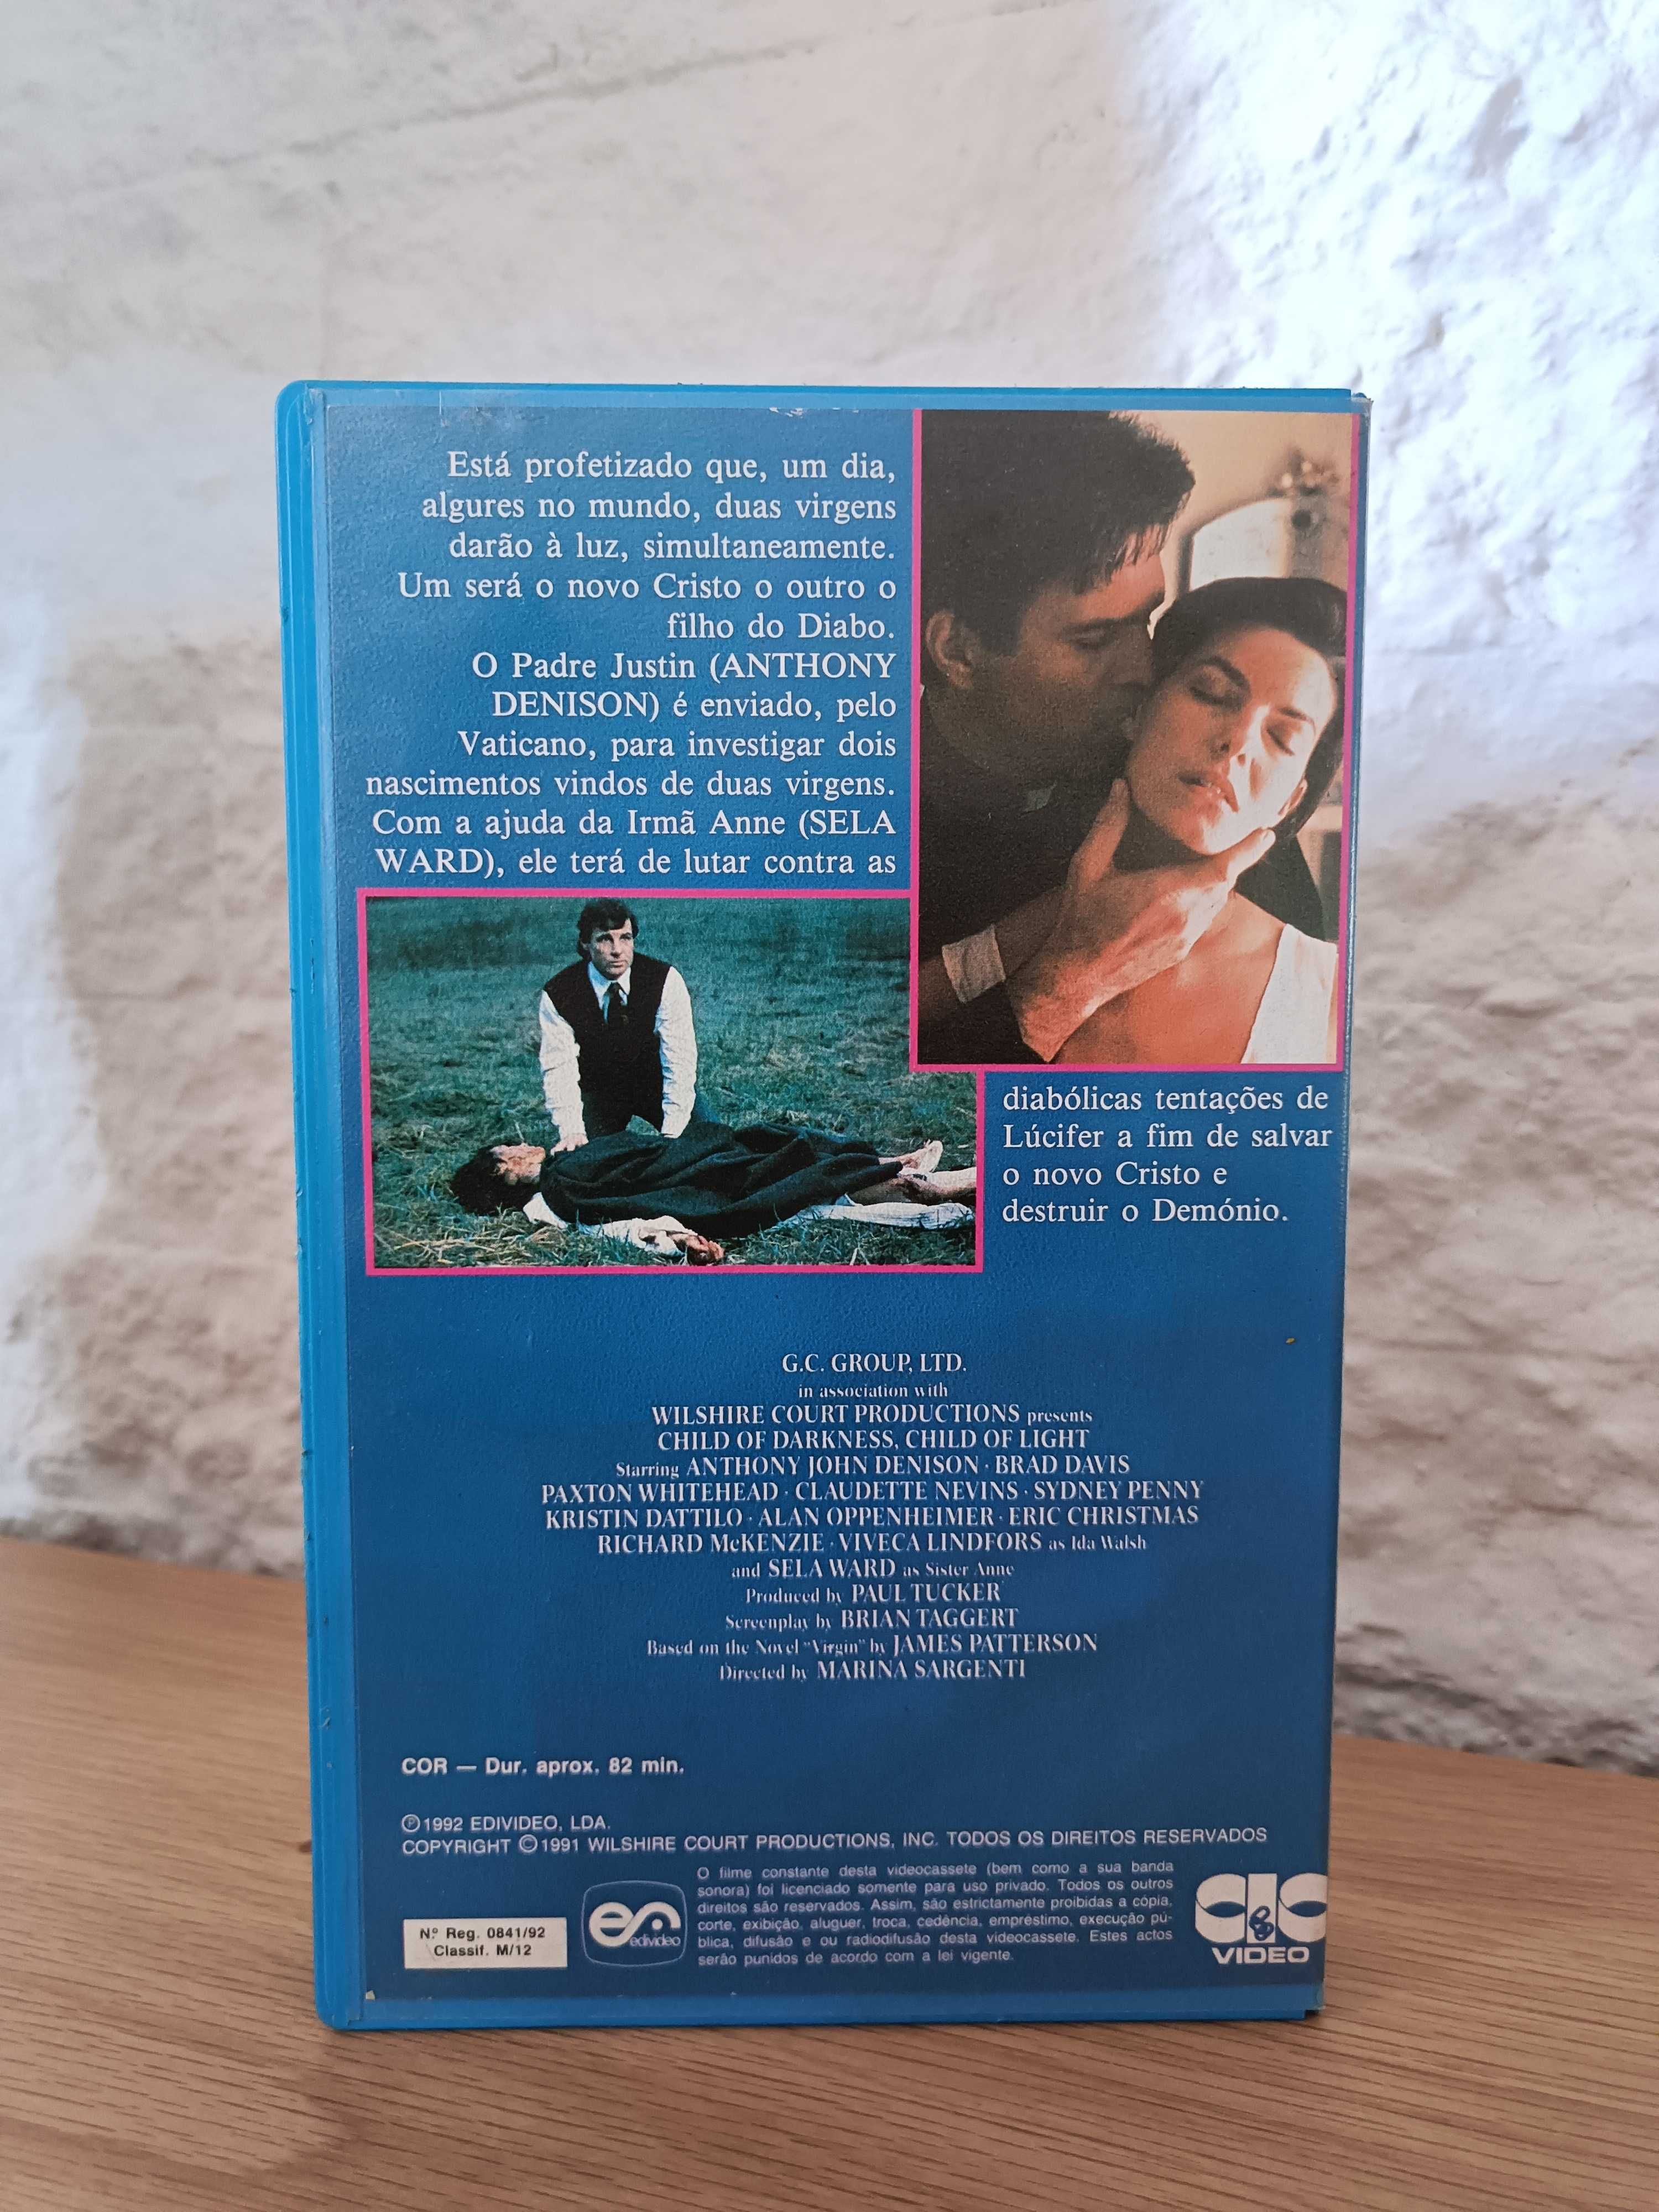 Está profetizado que, um dia,
algures no mundo, duas virgens
darão à luz, simultaneamente.
Um será o novo Cristo o outro o
filho do Diabo.
O Padre Justin (ANTHONY
DENISON) é enviado, pelo
Vaticano, para investigar dois
nascimentos vindos de duas virgens.
Com a ajuda da Irmã Anne (SELA
WARD), ele terá de lutar contra as
diabólicas tentações de
Lúcifer a fim de salvar
o novo Cristo e
destruir o Demónio.
G.C. GROUP, LTD.
in association with
WILSHIRE COURT PRODUCTIONS presents
CHILD OF DARKNESS, CHILD OF LIGHT
Starring ANTHONY JOHN DENISON · BRAD DAVIS
PAXTON WHITEHEAD · CLAUDETTE NEVINS · SYDNEY PENNY
KRISTIN DATTILO · ALAN OPPENHEIMER · ERIC CHRISTMAS
RICHARD McKENZIE · VIVECA LINDFORS as Ida Walsh
and SELA WARD as Sister Anne
Produced by PAUL TUCKER
Screenplay by BRIAN TAGGERT
Based on the Novel "Virgin" by JAMES PATTERSON
Directed by MARINA SARGENTI
COR — Dur. aprox. 82 min.
Ⓟ1992 EDIVIDEO, LDA.
COPYRIGHT ©1991 WILSHIRE COURT PRODUCTIONS, INC. TODOS OS DIREITOS RESERVADOS
O filme constante desta videocassete (bem como a sua banda
sonora) foi licenciado somente para uso privado. Todos os outros
direitos são reservados. Assim, são estrictamente proibidas a cópia,
corte, exibição, aluguer, troca, cedência, empréstimo, execução pú-
blica, difusão e ou radiodifusão desta videocassete. Estes actos
serão punidos de acordo com a lei vigente.
Nº Reg. 0841/92
Classif. M/12
edivideo
CIC
VIDEO